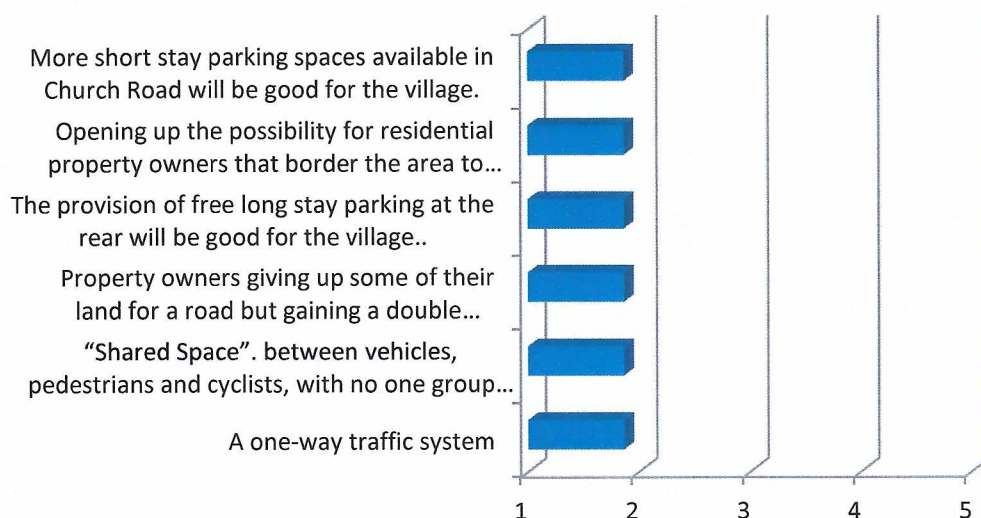 More short stay parking spaces available in
Church Road will be good for the village.
Opening up the possibility for residential
property owners that border the area to...
The provision of free long stay parking at the
rear will be good for the village..
Property owners giving up some of their
land for a road but gaining a double...
“Shared Space”. between vehicles,
pedestrians and cyclists, with no one group...
A one-way traffic system
1 2 3 4 5